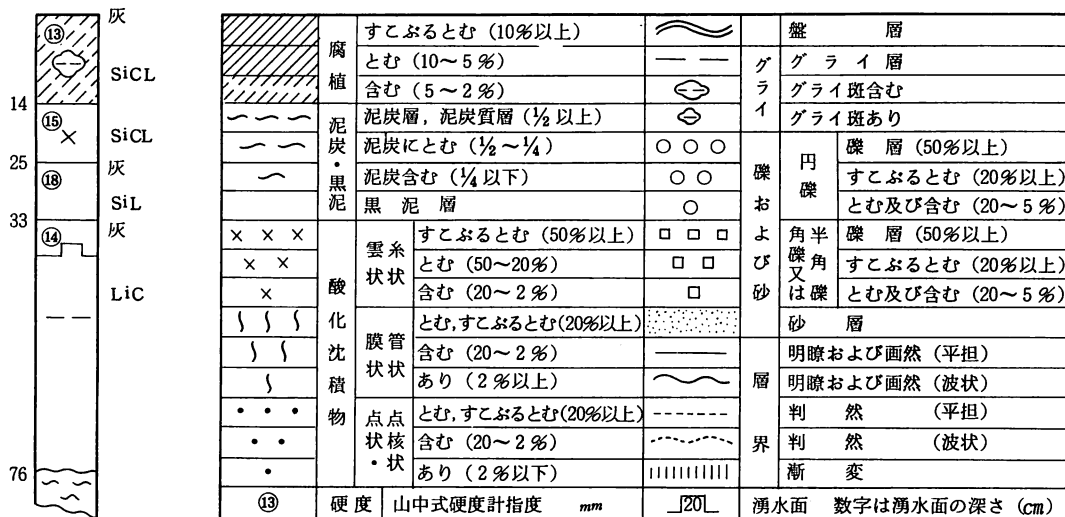 灰
⑬
SiCL
14
⑮
SiCL
25
灰
⑱
SiL
33
灰
⑭
LiC
76
腐植
すこぶるとむ (10%以上)
とむ (10~5%)
含む (5~2%)
泥炭・黒泥
泥炭層, 泥炭質層 (½以上)
泥炭にとむ (½~¼)
泥炭含む (¼以下)
黒泥層
酸化沈積物
雲状 糸状
すこぶるとむ (50%以上)
とむ (50~20%)
含む (20~2%)
膜状 管状
とむ,すこぶるとむ(20%以上)
含む (20~2%)
あり (2%以上)
点状・点核状
とむ,すこぶるとむ(20%以上)
含む (20~2%)
あり (2%以下)
⑬ 硬度 山中式硬度計指度 mm
盤層
グライ
グライ層
グライ斑含む
グライ斑あり
礫および砂
円礫
礫層 (50%以上)
すこぶるとむ (20%以上)
とむ及び含む (20~5%)
角礫又は半角礫
礫層 (50%以上)
すこぶるとむ (20%以上)
とむ及び含む (20~5%)
砂層
層界
明瞭および画然 (平担)
明瞭および画然 (波状)
判然 (平担)
判然 (波状)
漸変
20 湧水面 数字は湧水面の深さ (cm)